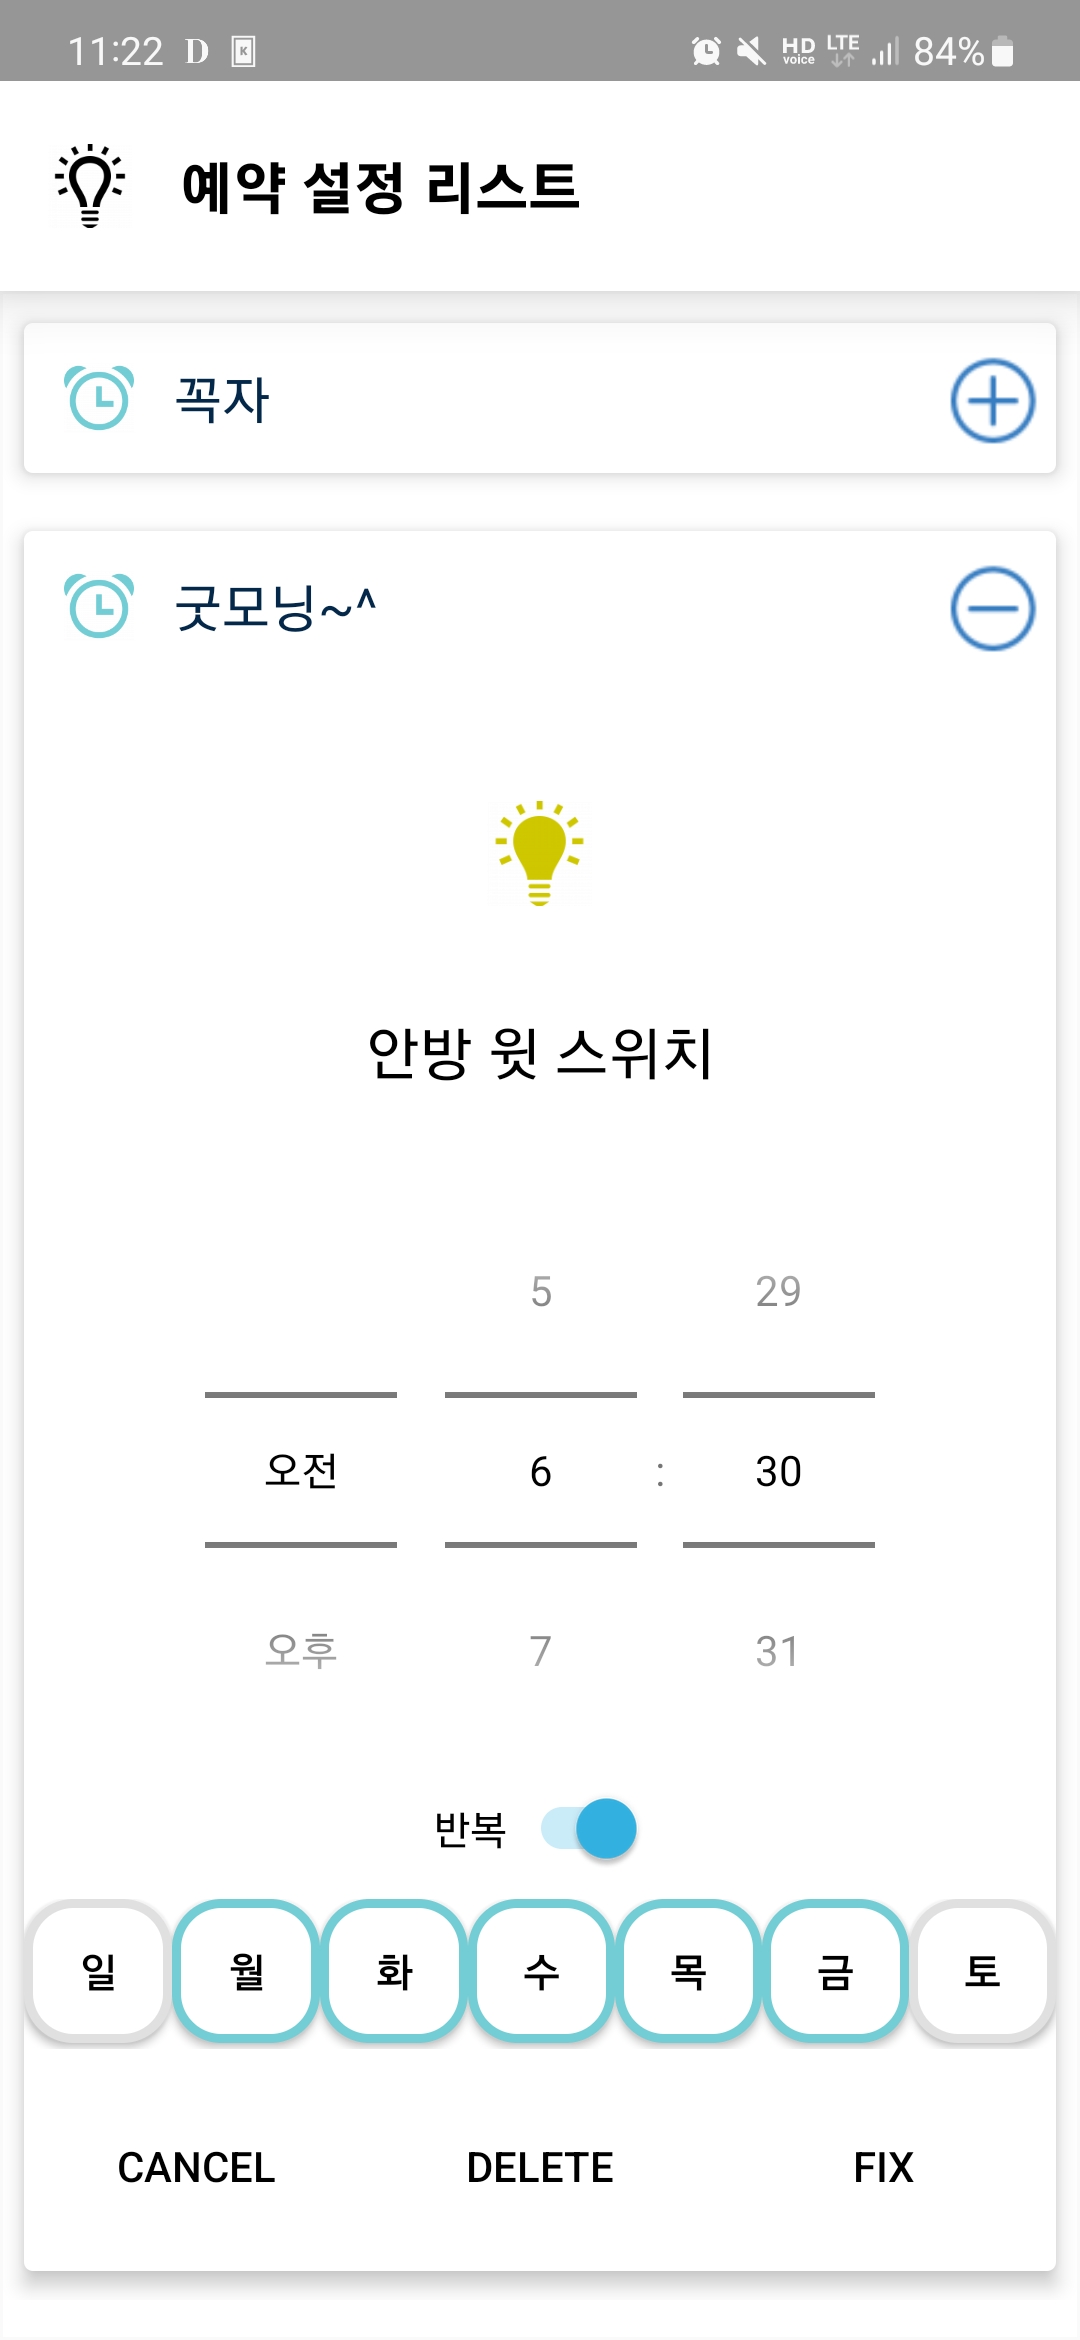 11:22 D K HD voice LTE 84%
예약 설정 리스트
꼭자
굿모닝~^
안방 윗 스위치
5 29
오전 6 : 30
오후 7 31
반복
일 월 화 수 목 금 토
CANCEL DELETE FIX